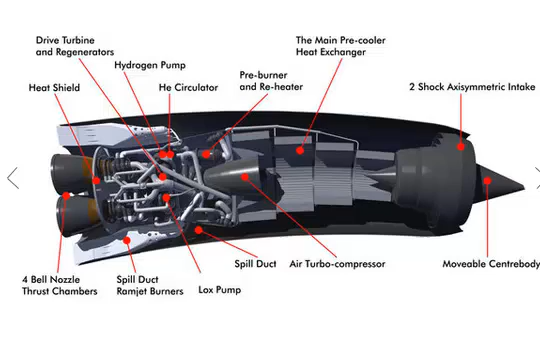 Drive Turbine
and Regenerators
The Main Pre-cooler
Heat Exchanger
Hydrogen Pump
Pre-burner
and Re-heater
Heat Shield
He Circulator
2 Shock Axisymmetric Intake
4 Bell Nozzle
Thrust Chambers
Spill Duct
Ramjet Burners
Lox Pump
Spill Duct
Air Turbo-compressor
Moveable Centrebody